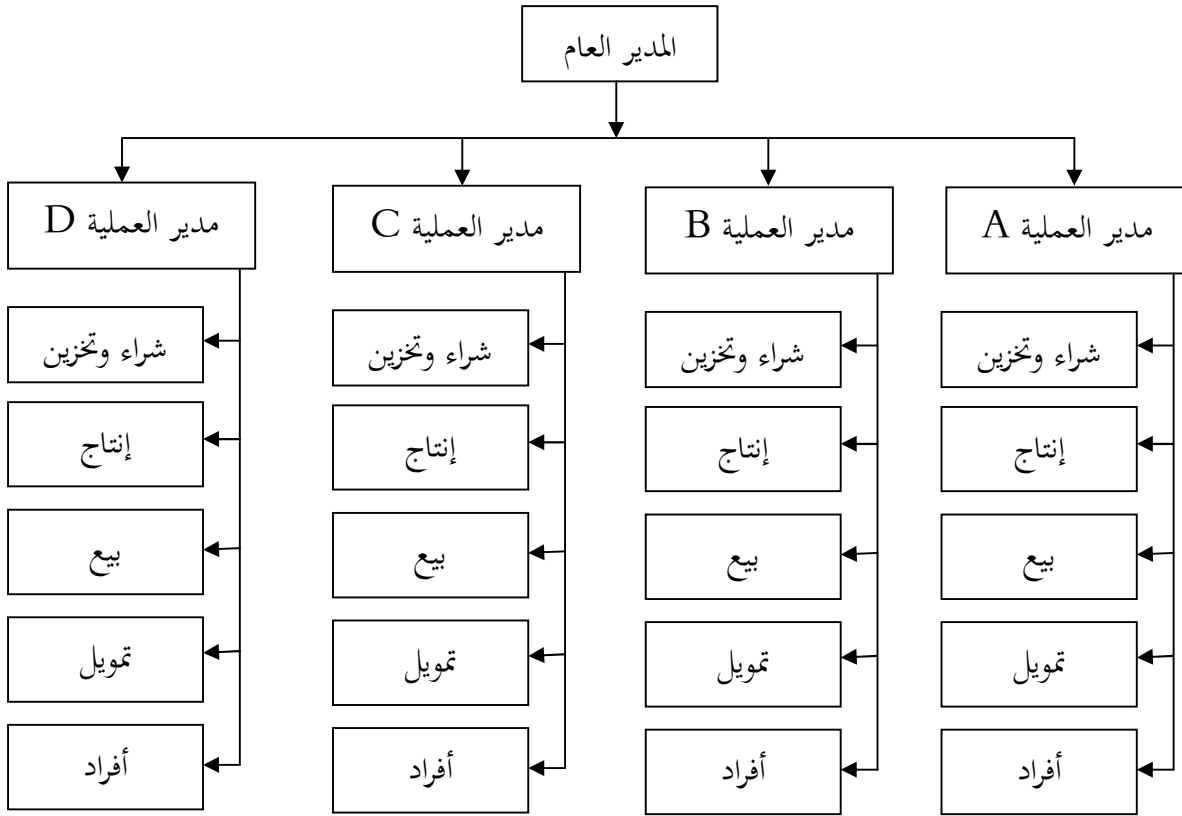 المدير العام
مدير العملية A
مدير العملية B
مدير العملية C
مدير العملية D
شراء وتخزين
شراء وتخزين
شراء وتخزين
شراء وتخزين
إنتاج
إنتاج
إنتاج
إنتاج
بيع
بيع
بيع
بيع
تمويل
تمويل
تمويل
تمويل
أفراد
أفراد
أفراد
أفراد